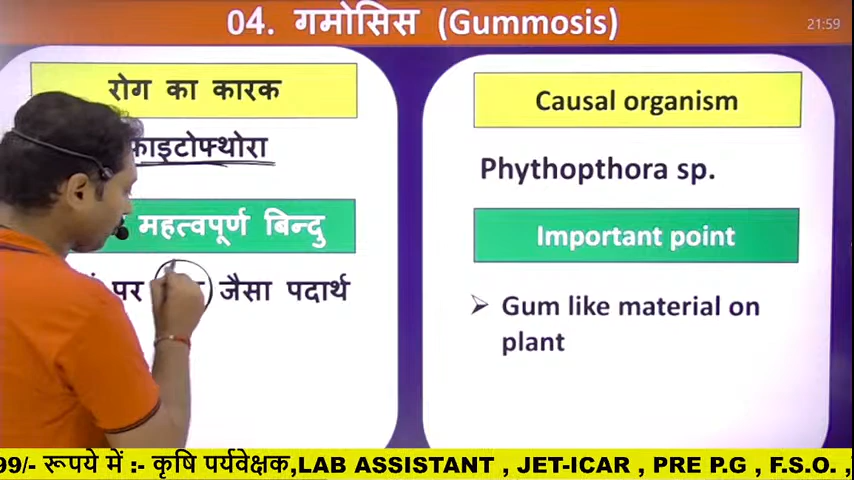 04. गमोसिस (Gummosis)
21:59
रोग का कारक
फाइटोफ्थोरा
महत्वपूर्ण बिन्दु
पर जैसा पदार्थ
Causal organism
Phythopthora sp.
Important point
Gum like material on
plant
99/- रूपये में :- कृषि पर्यवेक्षक,LAB ASSISTANT , JET-ICAR , PRE P.G , F.S.O. ,